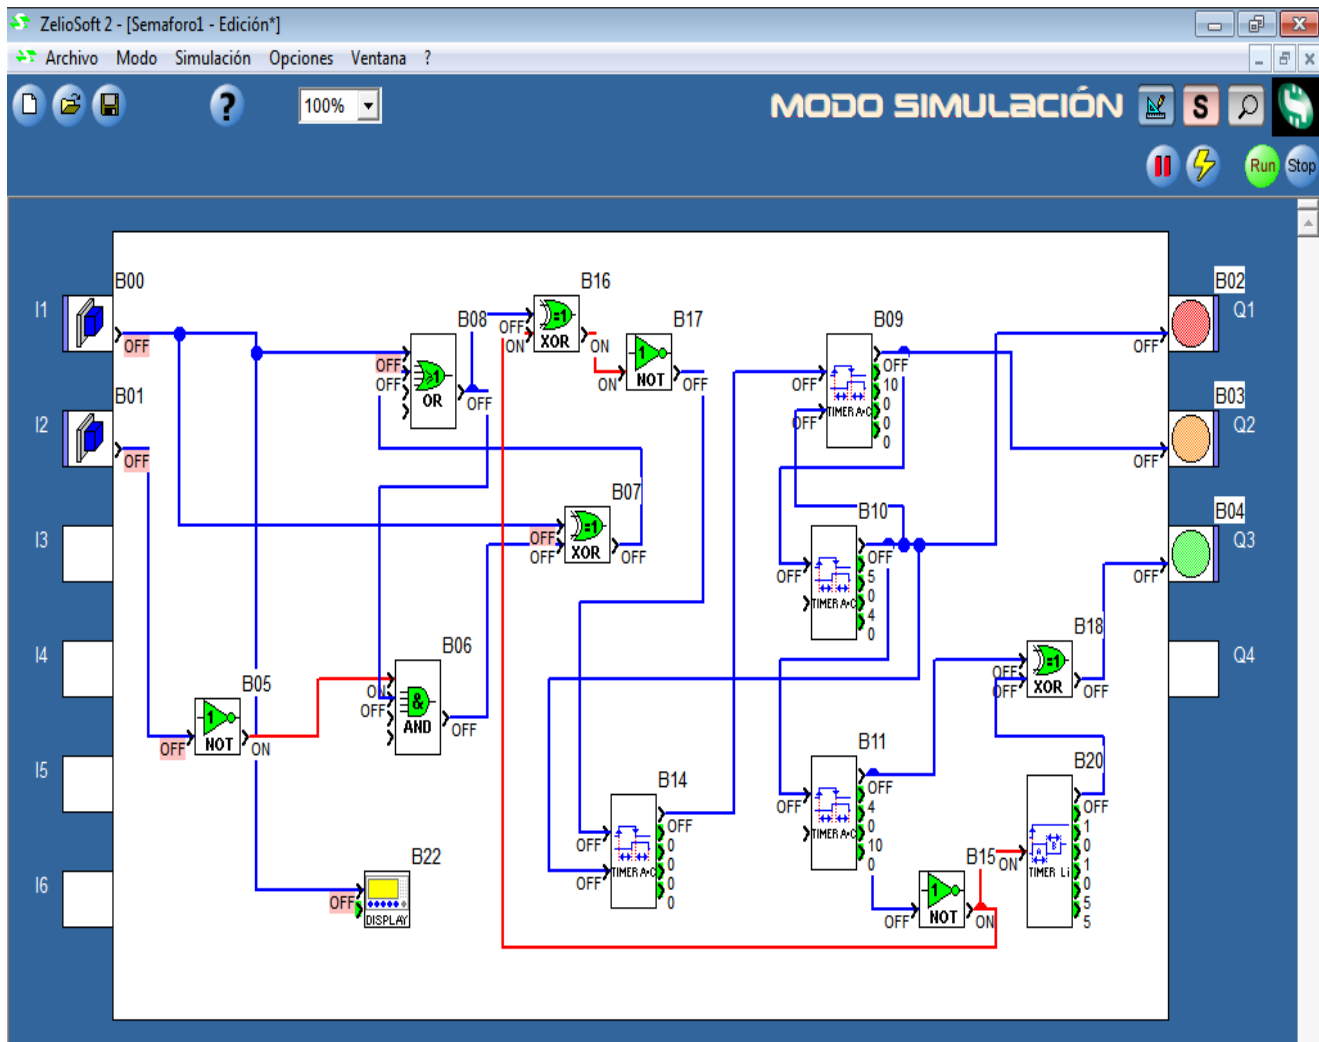 ZelioSoft 2 - [Semaforo1 - Edición*]
Archivo Modo Simulación Opciones Ventana ?
100%
MODO SIMULACIÓN
S
Run Stop
I1
B00
OFF
I2
B01
OFF
I3
I4
I5
I6
B08
OFF
OFF
OR
OFF
B16
OFF
ON
XOR
ON
B17
ON
NOT
OFF
B09
OFF
OFF
TIMER A-C
OFF
10
0
0
0
B02
Q1
OFF
B03
Q2
OFF
B04
Q3
OFF
Q4
B07
OFF
OFF
XOR
OFF
B10
OFF
TIMER A-C
OFF
5
0
4
0
B06
ON
OFF
AND
OFF
B05
OFF
NOT
ON
B18
OFF
OFF
XOR
OFF
B11
OFF
TIMER A-C
OFF
4
0
10
0
B14
OFF
OFF
TIMER A-C
OFF
0
0
0
0
B15
OFF
NOT
ON
B20
ON
TIMER Li
OFF
1
0
1
0
5
5
B22
OFF
DISPLAY